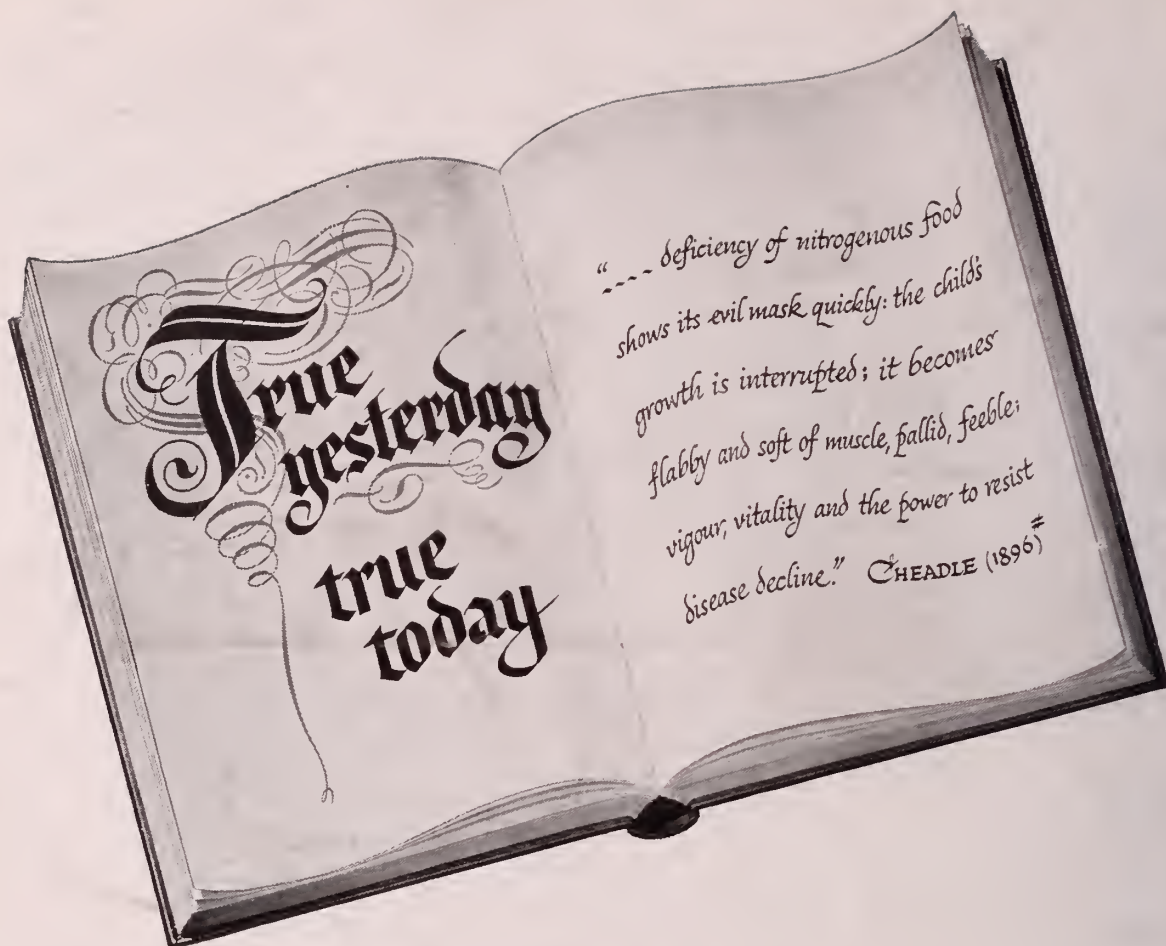 True
yesterday
true
today
“---- deficiency of nitrogenous food
shows its evil mask quickly: the child's
growth is interrupted; it becomes
flabby and soft of muscle, pallid, feeble;
vigour, vitality and the power to resist
disease decline.” CHEADLE (1896)#